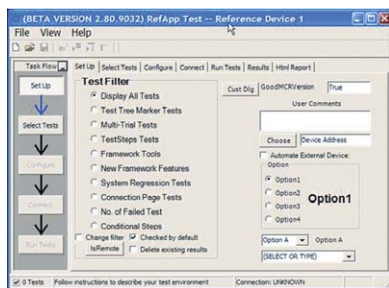 (BETA VERSION 2.80.9032) RefApp Test -- Reference Device 1
File View Help
Task Flow
Set Up
Select Tests
Configure
Connect
Run Tests
Set Up Select Tests Configure Connect Run Tests Results Html Report
Test Filter
Display All Tests
Test Tree Marker Tests
Multi-Trial Tests
TestSteps Tests
Framework Tools
New Framework Features
System Regression Tests
Connection Page Tests
No. of Failed Test
Conditional Steps
Change filter Checked by default
IsRemote Delete existing results
Cust Dlg GoodMCRVersion True
User Comments
Choose Device Address
Automate External Device:
Option
Option1
Option2
Option3
Option4
Option1
Option A Option A
(SELECT OR TYPE)
0 Tests Follow instructions to describe your test environment Connection: UNKNOWN